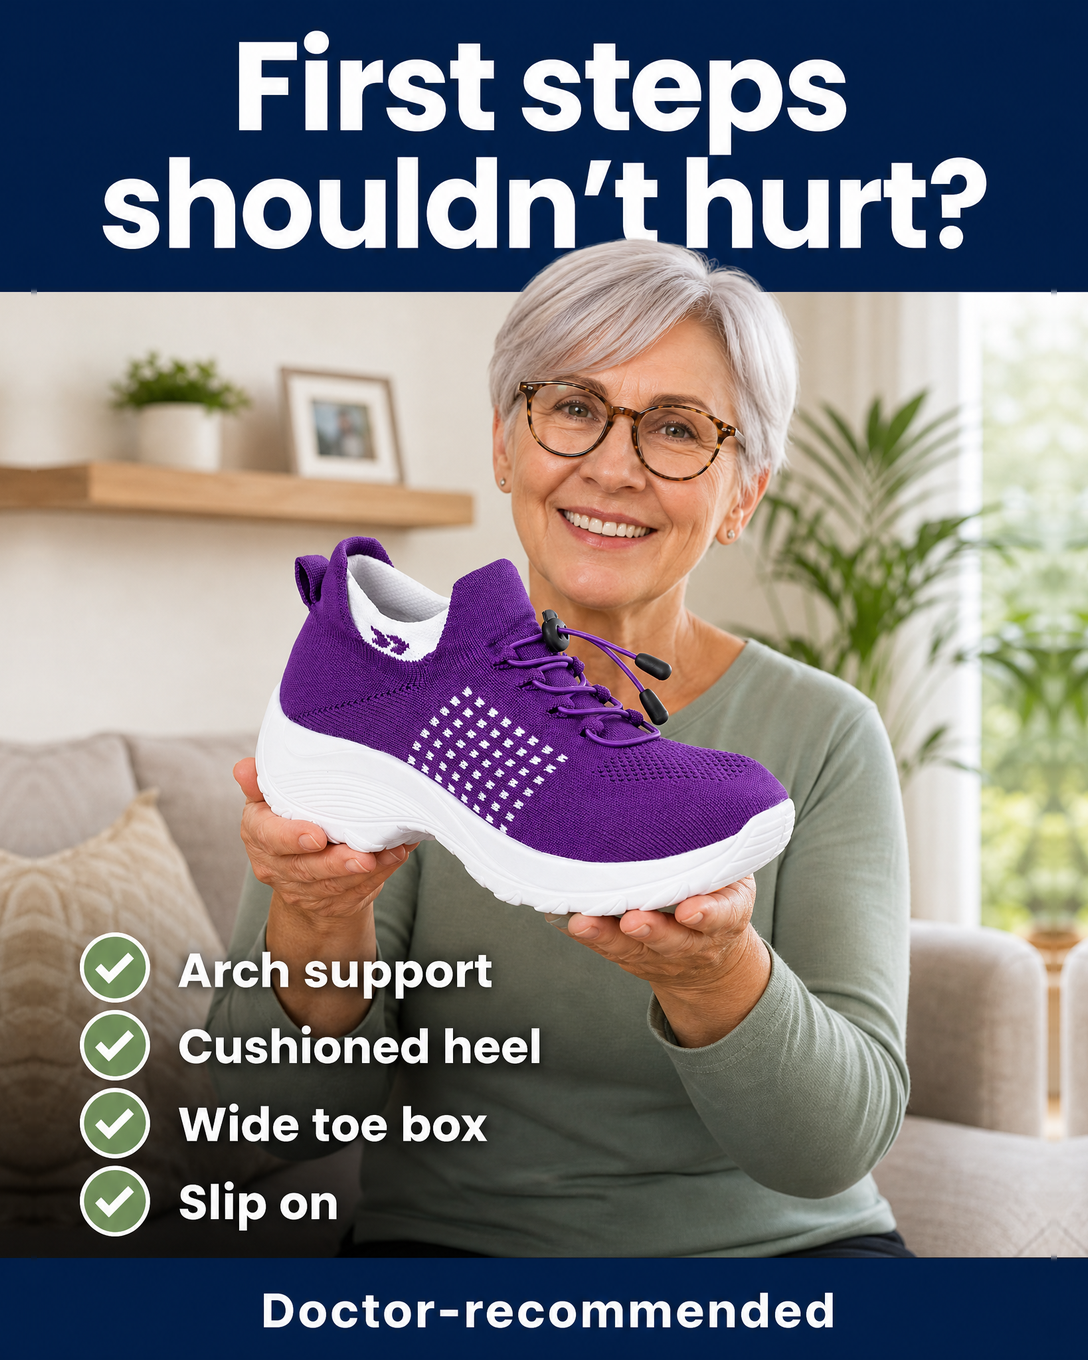 First steps
shouldn’t hurt?
Arch support
Cushioned heel
Wide toe box
Slip on
Doctor-recommended